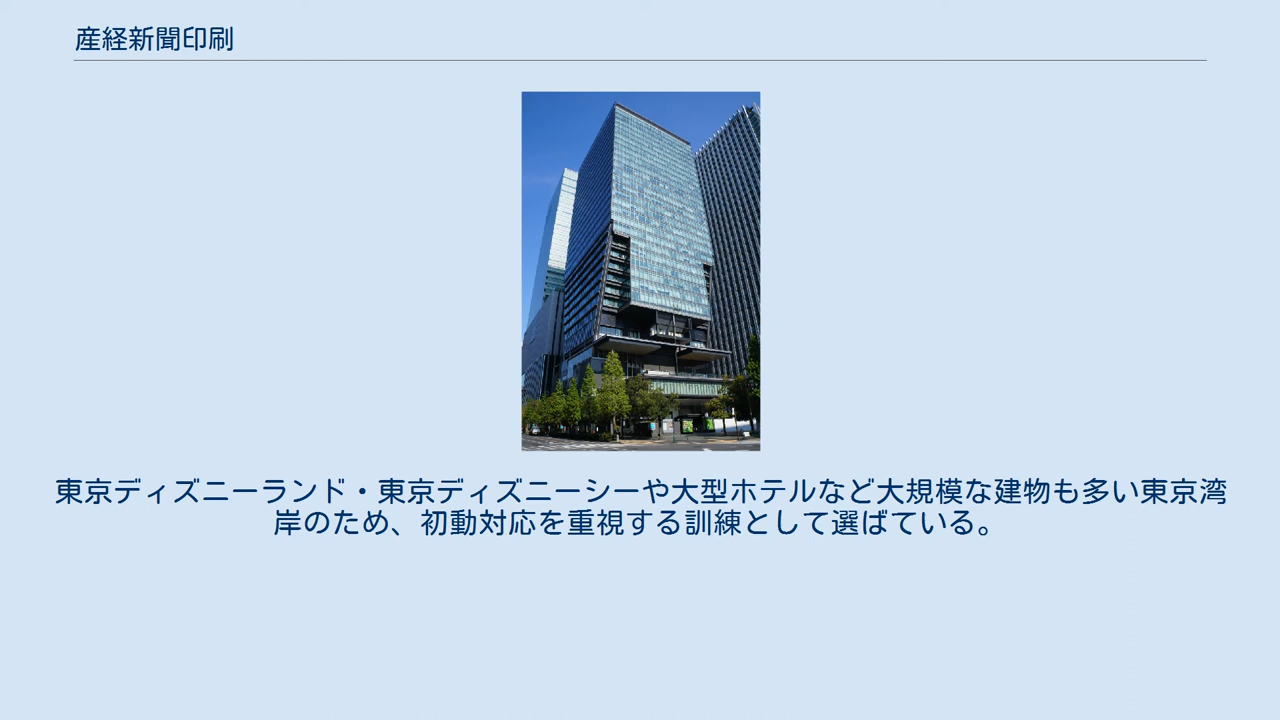 産経新聞印刷
東京ディズニーランド・東京ディズニーシーや大型ホテルなど大規模な建物も多い東京湾
岸のため、初動対応を重視する訓練として選ばている。